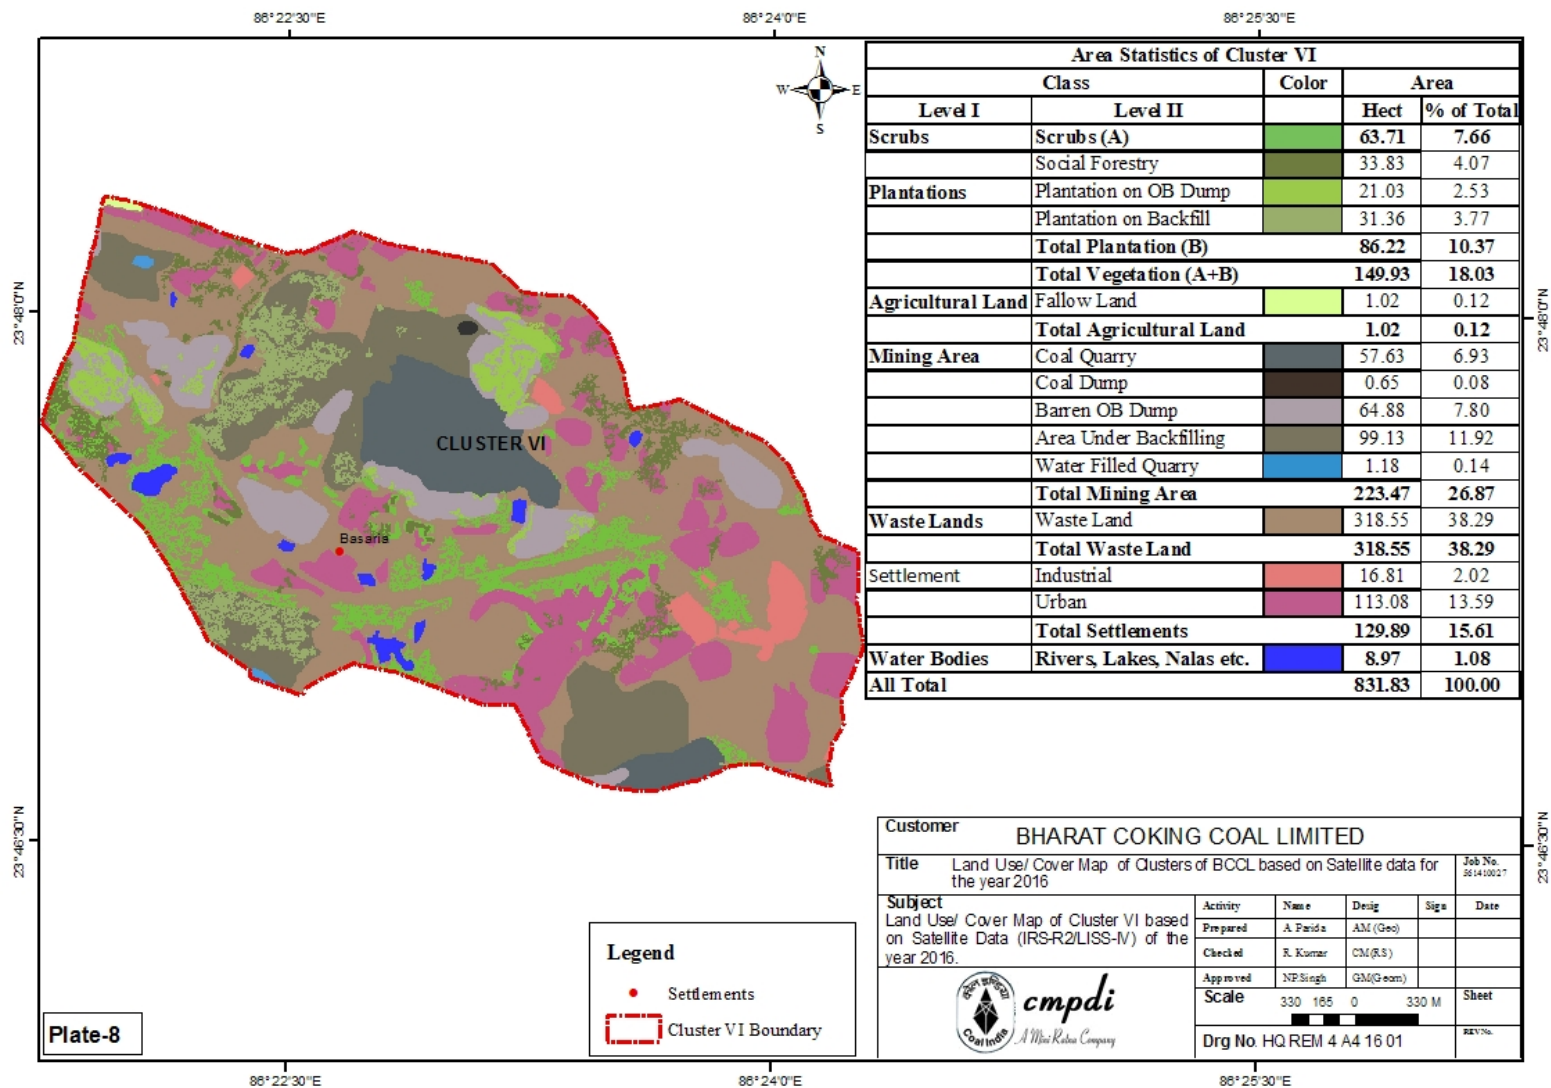 86°22'30"E 86°24'0"E 86°25'30"E
N
W E
S
Area Statistics of Cluster VI
Class Color Area
Level I Level II Hect % of Total
Scrubs Scrubs (A) 63.71 7.66
Social Forestry 33.83 4.07
Plantations Plantation on OB Dump 21.03 2.53
Plantation on Backfill 31.36 3.77
Total Plantation (B) 86.22 10.37
Total Vegetation (A+B) 149.93 18.03
Agricultural Land Fallow Land 1.02 0.12
Total Agricultural Land 1.02 0.12
Mining Area Coal Quarry 57.63 6.93
Coal Dump 0.65 0.08
Barren OB Dump 64.88 7.80
Area Under Backfilling 99.13 11.92
Water Filled Quarry 1.18 0.14
Total Mining Area 223.47 26.87
Waste Lands Waste Land 318.55 38.29
Total Waste Land 318.55 38.29
Settlement Industrial 16.81 2.02
Urban 113.08 13.59
Total Settlements 129.89 15.61
Water Bodies Rivers, Lakes, Nalas etc. 8.97 1.08
All Total 831.83 100.00
23°48'0"N
23°48'0"N
CLUSTER VI
Basaria
23°46'30"N
23°46'30"N
Customer BHARAT COKING COAL LIMITED
Title Land Use/ Cover Map of Clusters of BCCL based on Satellite data for
the year 2016
Job No.
561410027
Subject
Land Use/ Cover Map of Cluster VI based
on Satellite Data (IRS-R2/LISS-IV) of the
year 2016.
Activity Name Desig Sign Date
Prepared A. Parida AM (Geo)
Checked R. Kumar CM(RS)
Approved NP.Singh GM(Geom)
Scale 330 165 0 330 M Sheet
Drg No. HQ REM 4 A4 16 01 REV No.
कोल इण्डिया
Coal India
cmpdi
A Mini Ratna Company
Legend
Settlements
Cluster VI Boundary
Plate-8
86°22'30"E 86°24'0"E 86°25'30"E